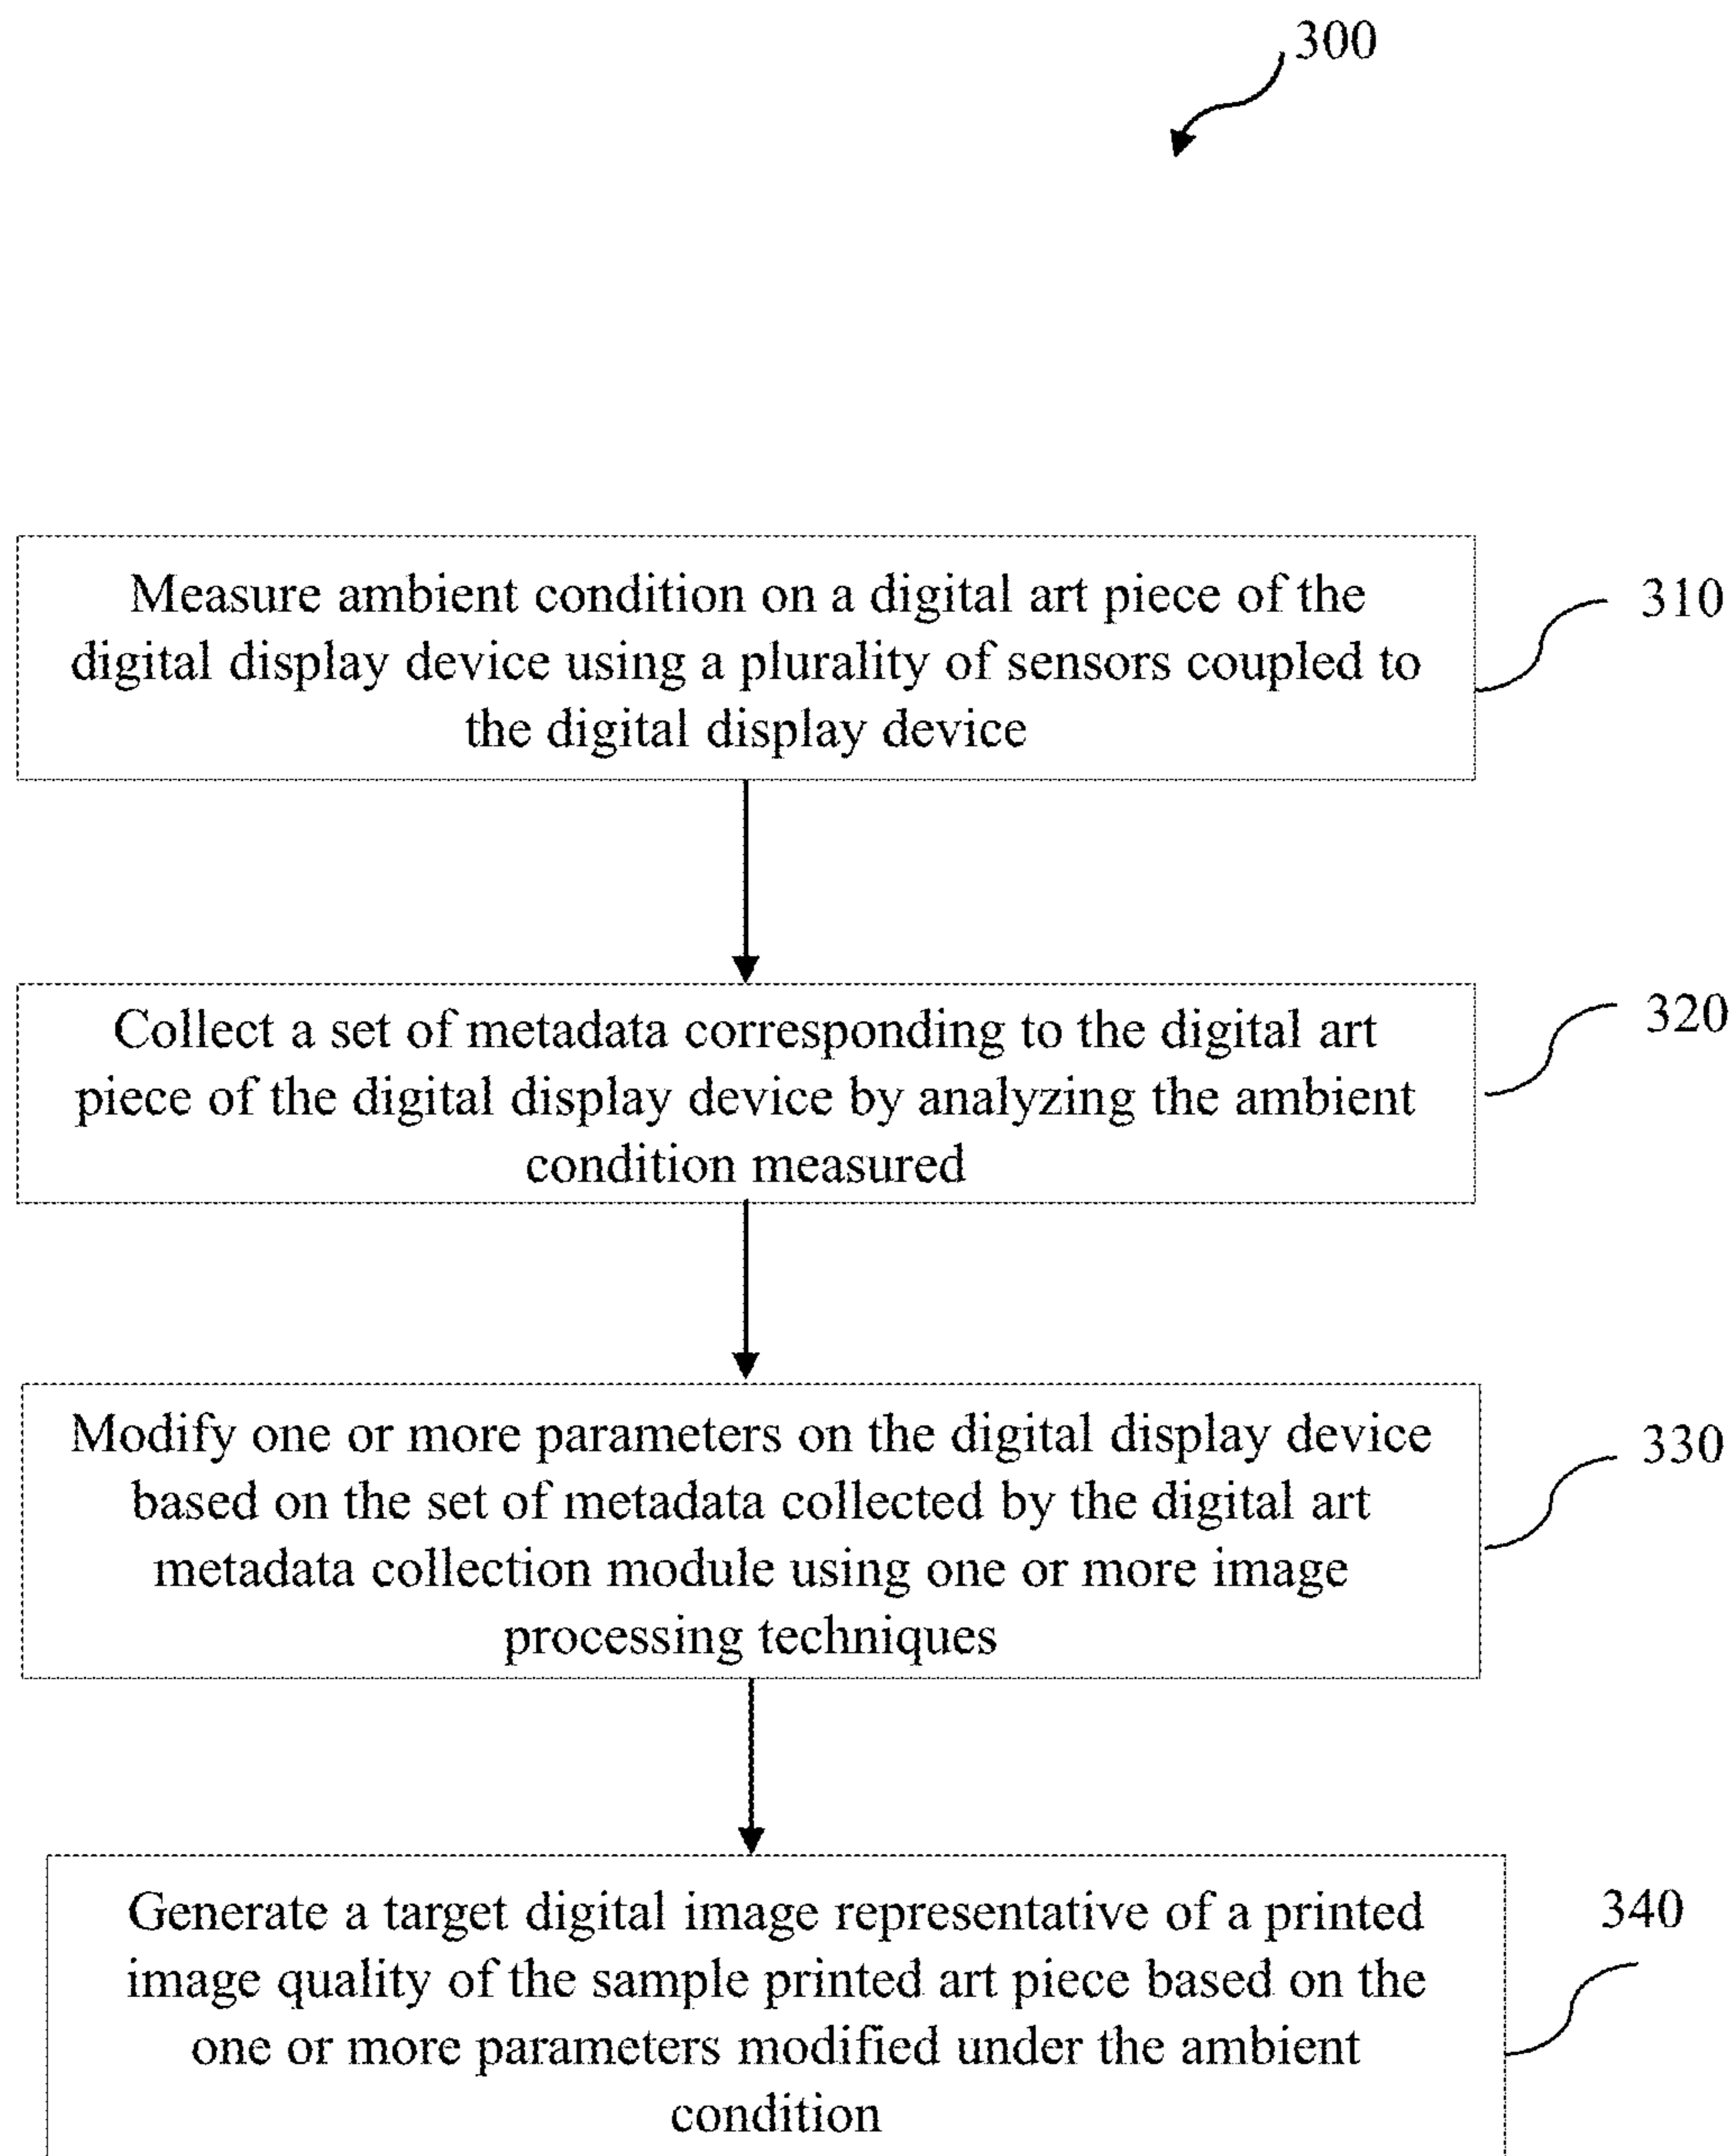 300
Measure ambient condition on a digital art piece of the
digital display device using a plurality of sensors coupled to
the digital display device
310
Collect a set of metadata corresponding to the digital art
piece of the digital display device by analyzing the ambient
condition measured
320
Modify one or more parameters on the digital display device
based on the set of metadata collected by the digital art
metadata collection module using one or more image
processing techniques
330
Generate a target digital image representative of a printed
image quality of the sample printed art piece based on the
one or more parameters modified under the ambient
condition
340